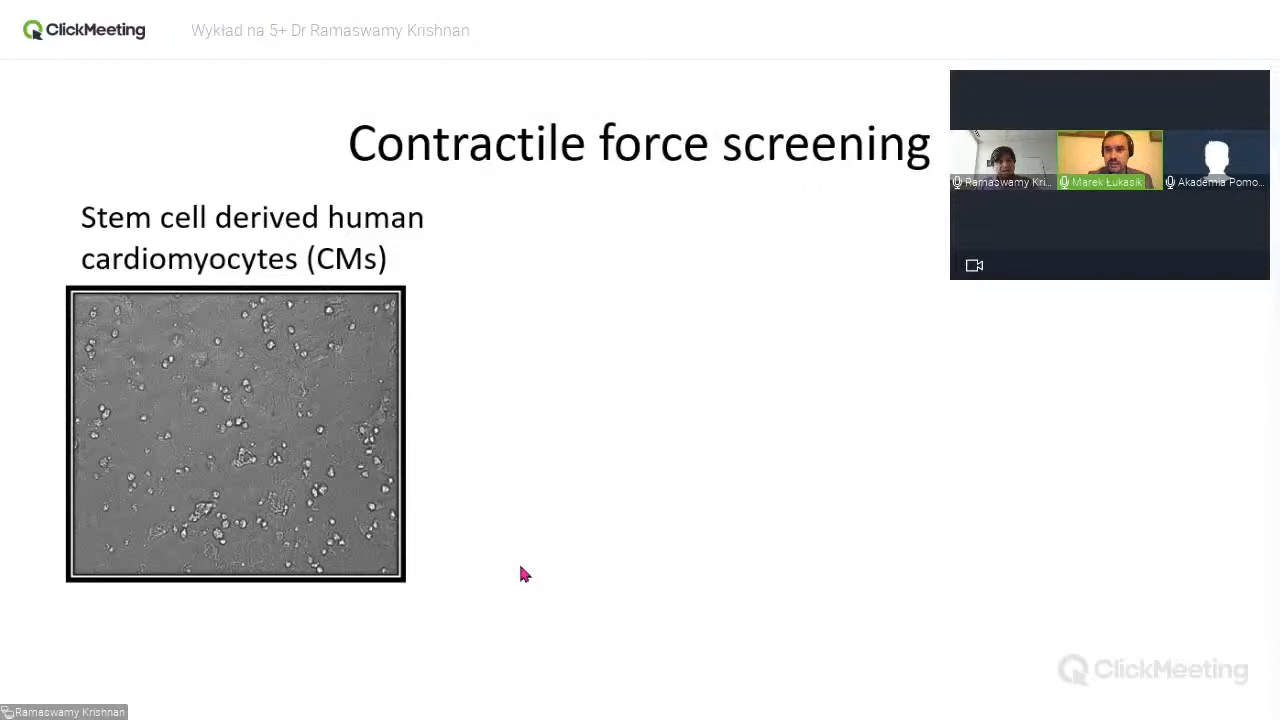 ClickMeeting
Wykład na 5+ Dr Ramaswamy Krishnan
Contractile force screening
Ramaswamy Kri...
Marek Łukasik
Akademia Pomo...
Stem cell derived human
cardiomyocytes (CMs)
ClickMeeting
Ramaswamy Krishnan